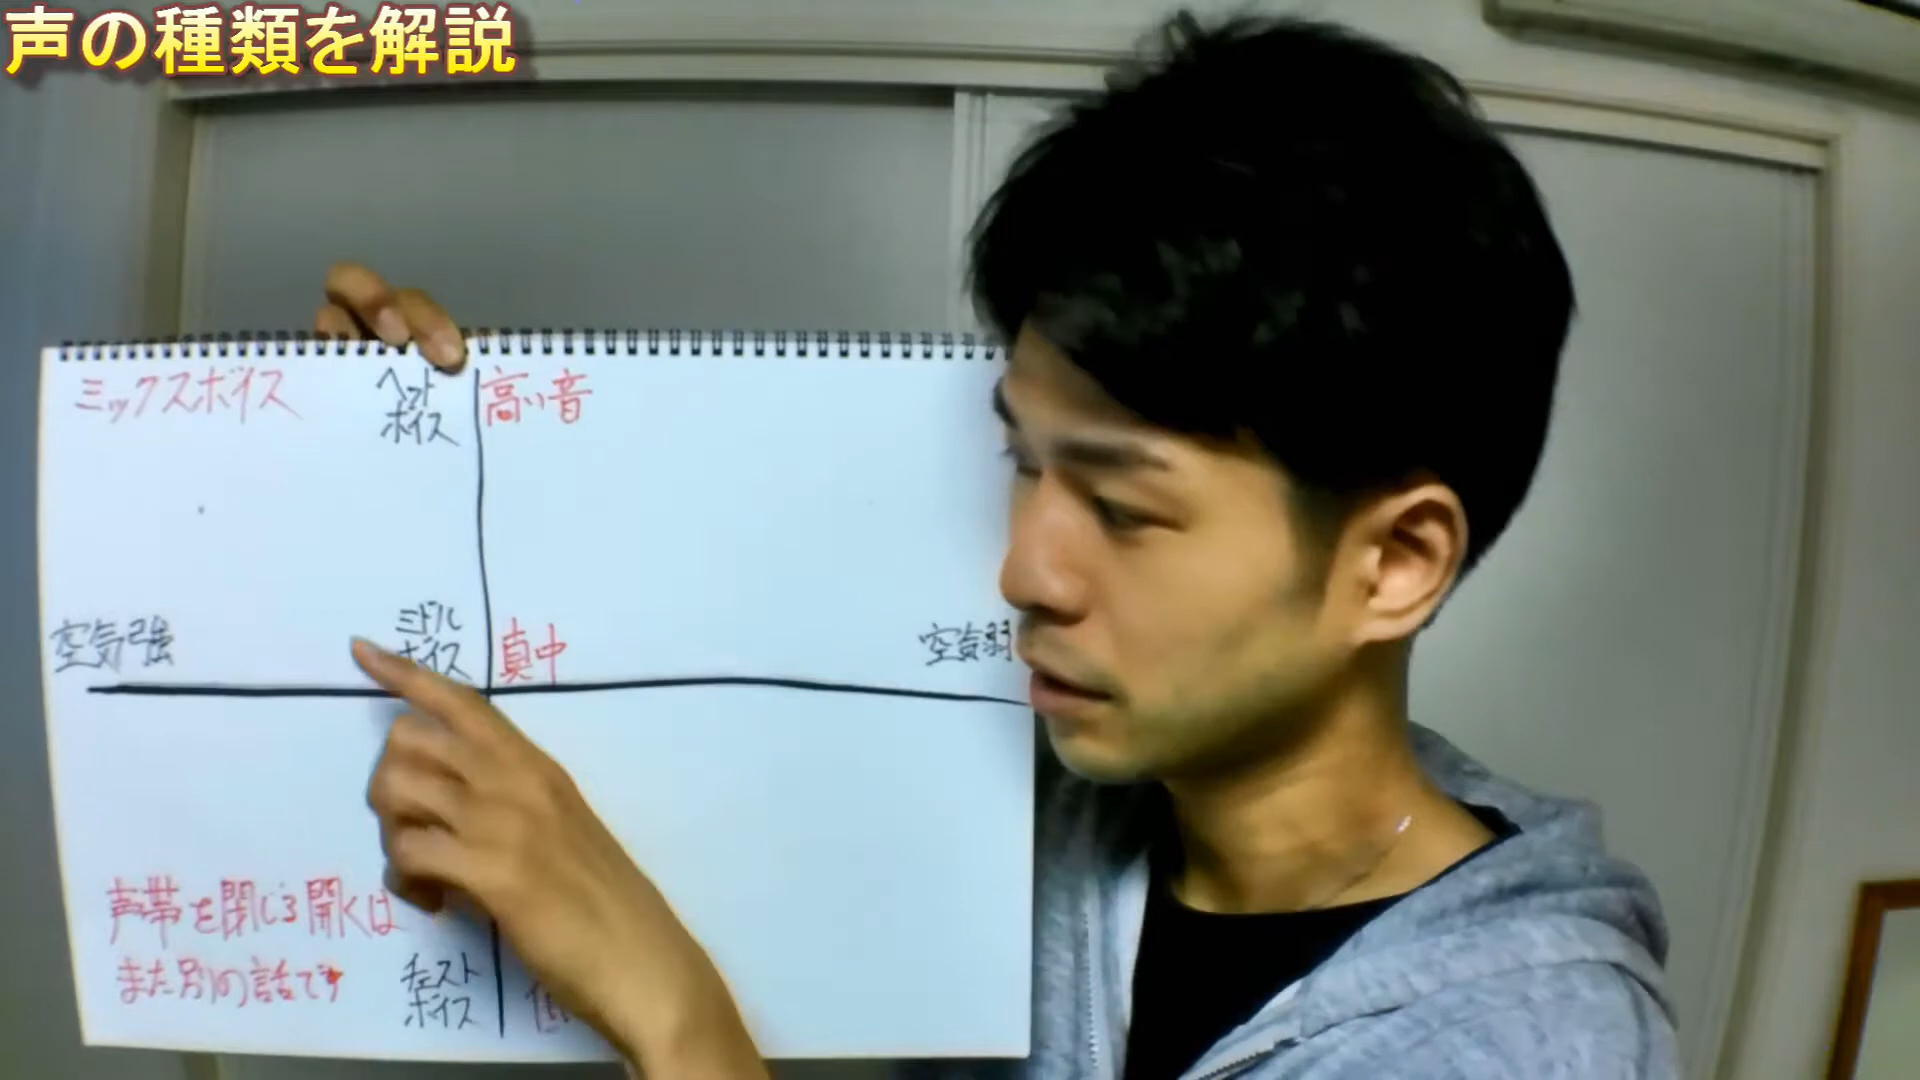 声の種類を解説
ミックスボイス
ヘッド
ボイス
高い音
空気強
ミドル
ボイス
真中
空気弱
声帯を閉じる開くは
また別の話です
チェスト
ボイス